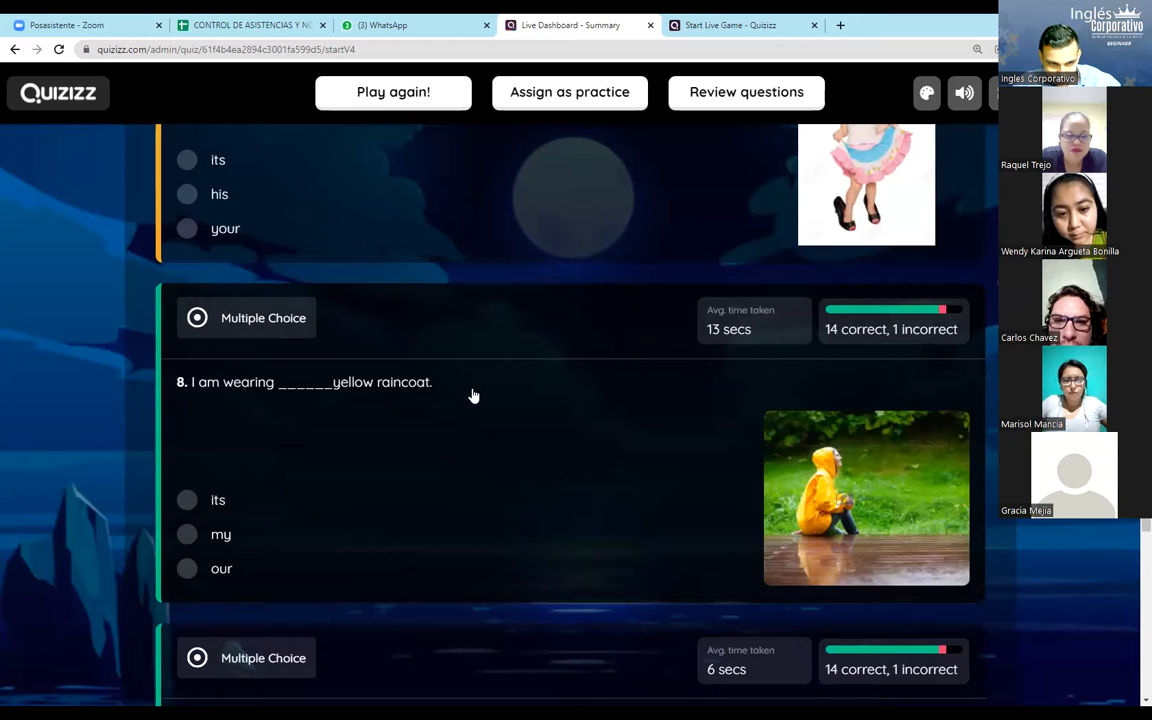 Posasistente - Zoom
CONTROL DE ASISTENCIAS Y NC
(3) WhatsApp
Live Dashboard - Summary
Start Live Game - Quizizz
quizizz.com/admin/quiz/61f4b4ea2894c3001fa599d5/startV4
Quizizz
Play again!
Assign as practice
Review questions
its
his
your
Multiple Choice
Avg. time taken
13 secs
14 correct, 1 incorrect
8. I am wearing ______yellow raincoat.
its
my
our
Multiple Choice
Avg. time taken
6 secs
14 correct, 1 incorrect
Inglés
Corporativo
BEGINNER
Inglés Corporativo
Raquel Trejo
Wendy Karina Argueta Bonilla
Carlos Chavez
Marisol Mancia
Gracia Mejia